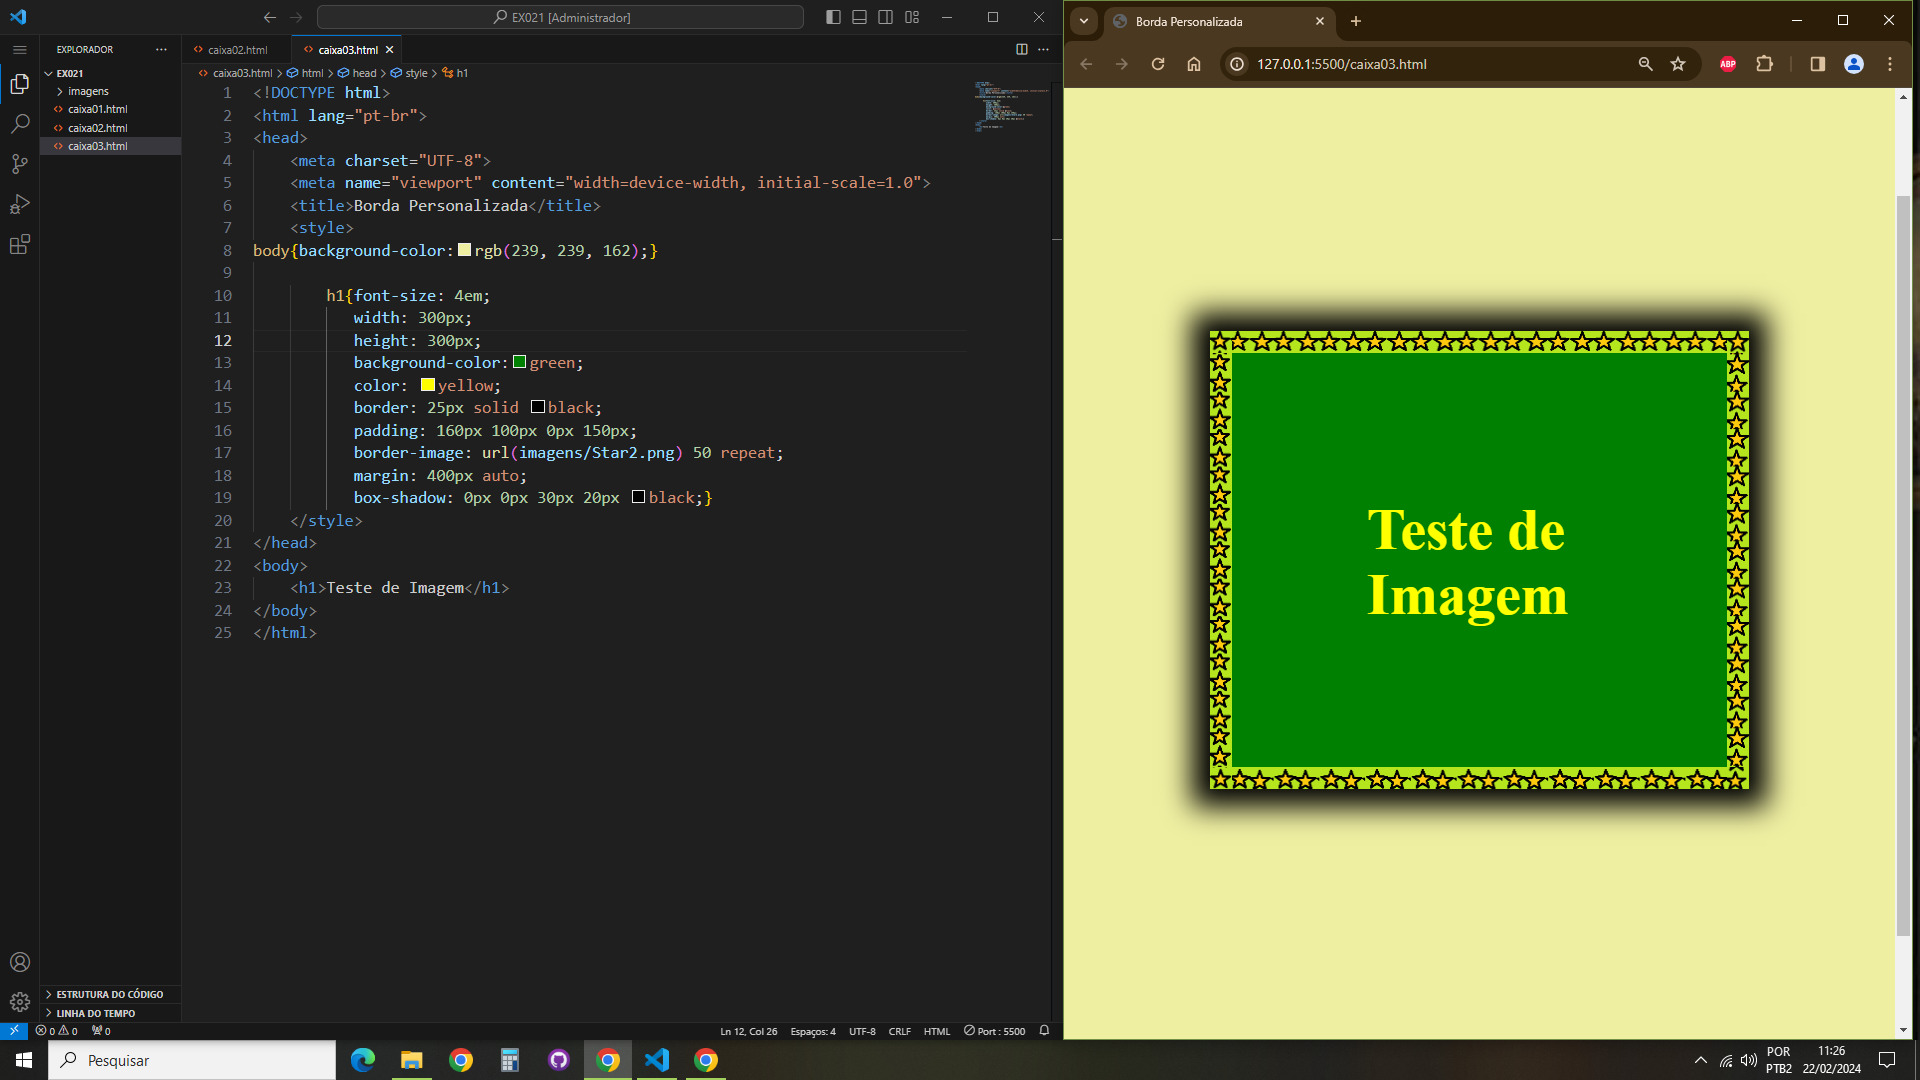 EX021 [Administrador]
EXPLORADOR
EX021
imagens
caixa01.html
caixa02.html
caixa03.html
caixa02.html
caixa03.html
caixa03.html > html > head > style > h1
1 <!DOCTYPE html>
2 <html lang="pt-br">
3 <head>
4 <meta charset="UTF-8">
5 <meta name="viewport" content="width=device-width, initial-scale=1.0">
6 <title>Borda Personalizada</title>
7 <style>
8 body{background-color: rgb(239, 239, 162);}
9
10 h1{font-size: 4em;
11 width: 300px;
12 height: 300px;
13 background-color: green;
14 color: yellow;
15 border: 25px solid black;
16 padding: 160px 100px 0px 150px;
17 border-image: url(imagens/Star2.png) 50 repeat;
18 margin: 400px auto;
19 box-shadow: 0px 0px 30px 20px black;}
20 </style>
21 </head>
22 <body>
23 <h1>Teste de Imagem</h1>
24 </body>
25 </html>
ESTRUTURA DO CÓDIGO
LINHA DO TEMPO
0 0 0
Ln 12, Col 26 Espaços: 4 UTF-8 CRLF HTML Port : 5500
Borda Personalizada
127.0.0.1:5500/caixa03.html
ABP
Teste de
Imagem
Pesquisar
POR
PTB2
11:26
22/02/2024